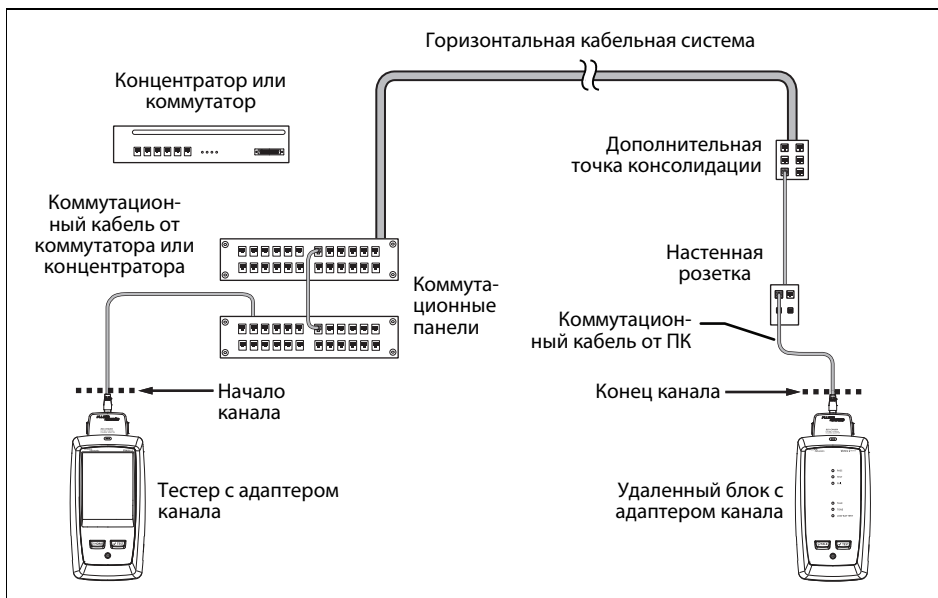 Горизонтальная кабельная система
Концентратор или
коммутатор
Дополнительная
точка консолидации
Коммутацион-
ный кабель от
коммутатора или
концентратора
Настенная
розетка
Коммута-
ционные
панели
Коммутацион-
ный кабель от ПК
Начало
канала
Конец канала
Тестер с адаптером
канала
Удаленный блок с
адаптером канала